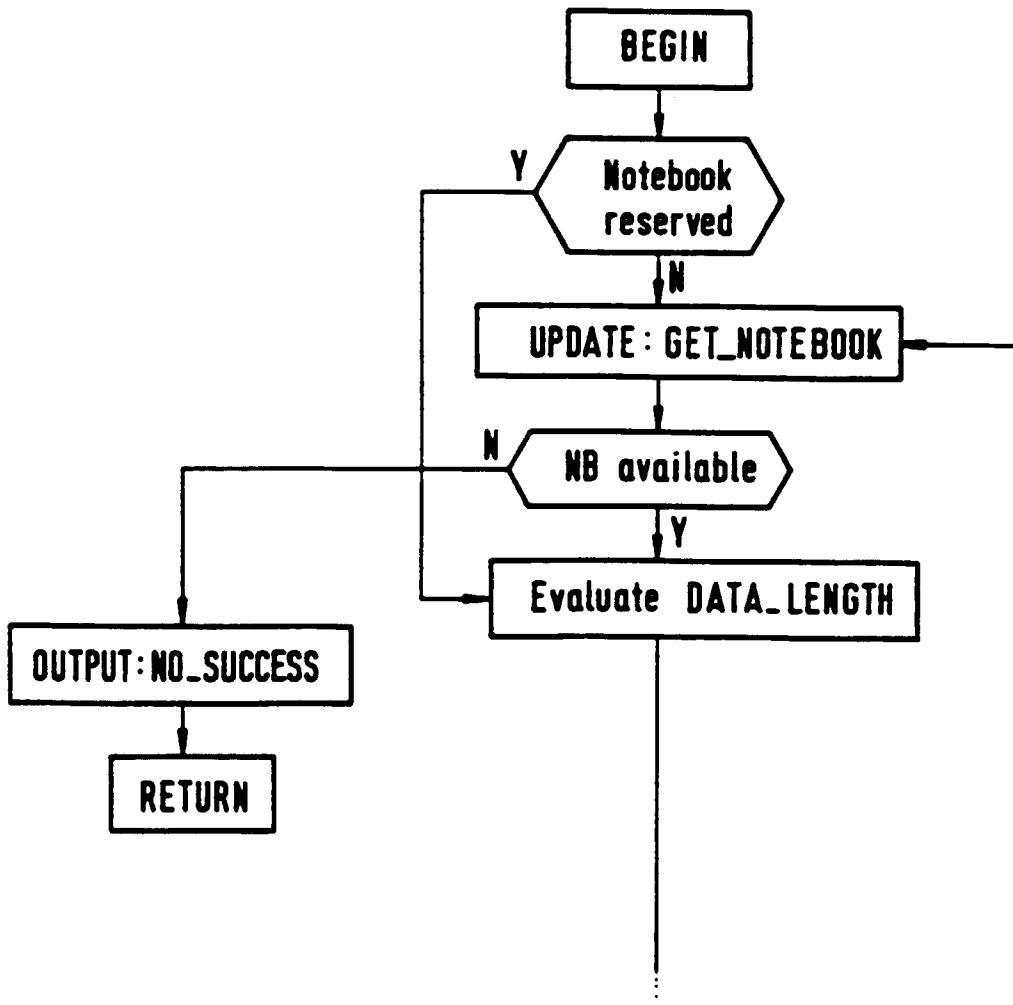 BEGIN
Y
Notebook
reserved
N
UPDATE: GET_NOTEBOOK
N
NB available
Y
Evaluate DATA_LENGTH
OUTPUT:NO_SUCCESS
RETURN